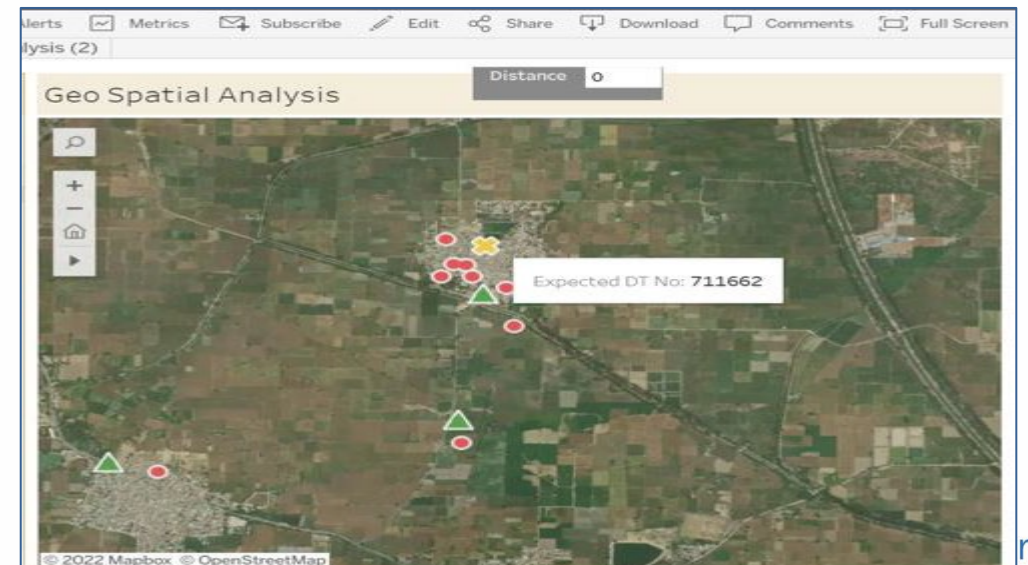 Alerts Metrics Subscribe Edit Share Download Comments Full Screen
lysis (2)
Distance 0
Geo Spatial Analysis
Expected DT No: 711662
© 2022 Mapbox © OpenStreetMap
r